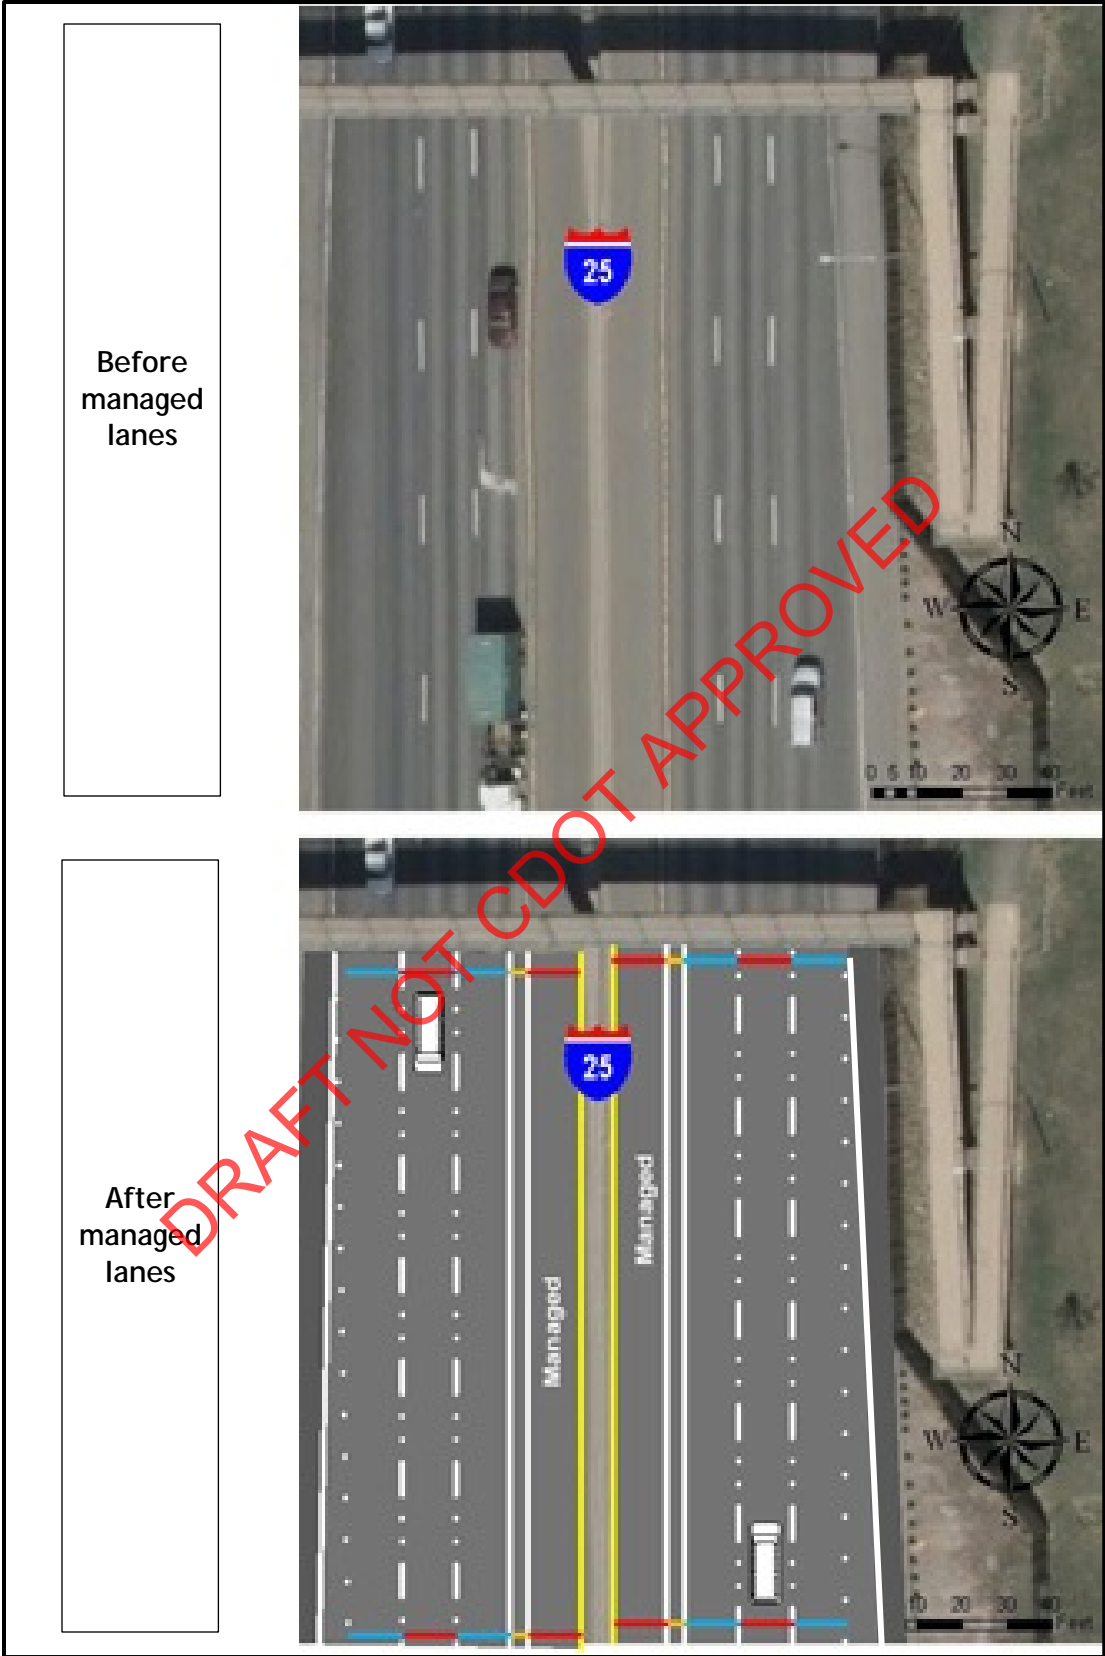 Before
managed
lanes
25
N
W
E
S
0 5 10 20 30 40
Feet
DRAFT NOT CDOT APPROVED
After
managed
lanes
25
Managed
Managed
N
W
E
S
10 20 30 40
Feet